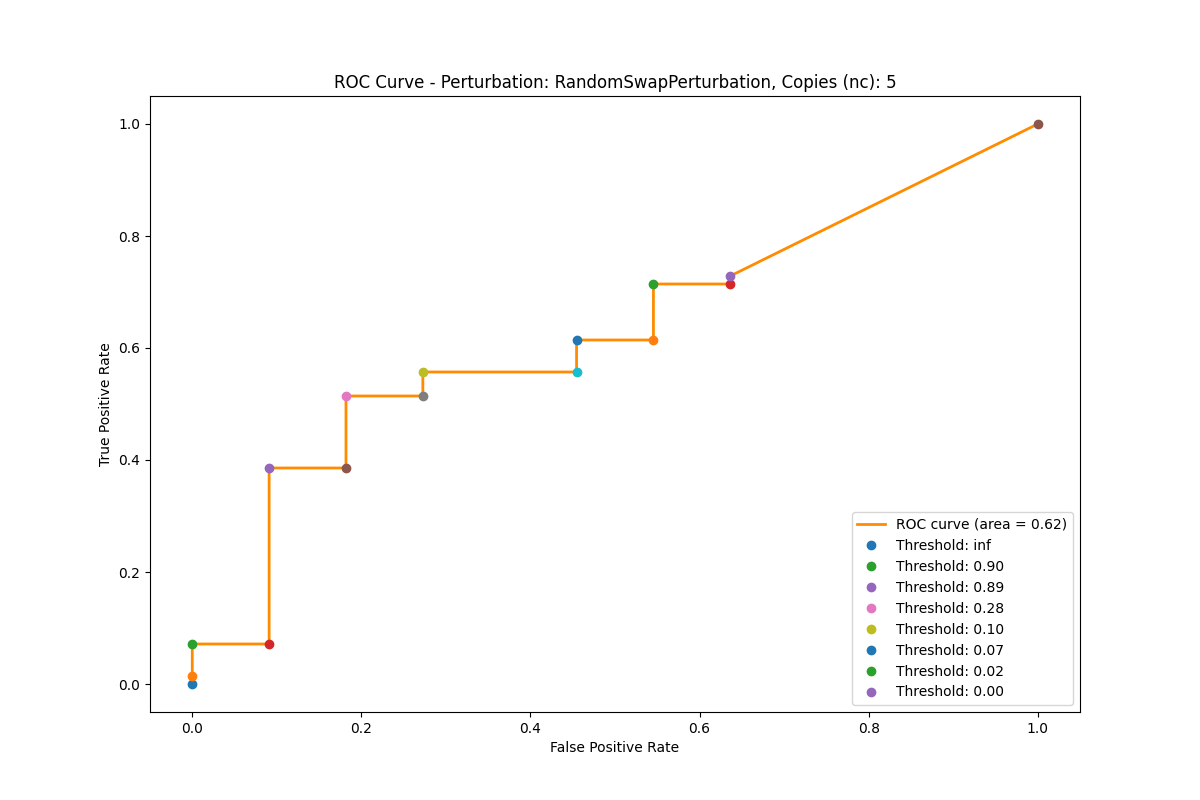 ROC Curve - Perturbation: RandomSwapPerturbation, Copies (nc): 5
1.0
0.8
0.6
0.4
0.2
0.0
True Positive Rate
ROC curve (area = 0.62)
Threshold: inf
Threshold: 0.90
Threshold: 0.89
Threshold: 0.28
Threshold: 0.10
Threshold: 0.07
Threshold: 0.02
Threshold: 0.00
0.0 0.2 0.4 0.6 0.8 1.0
False Positive Rate